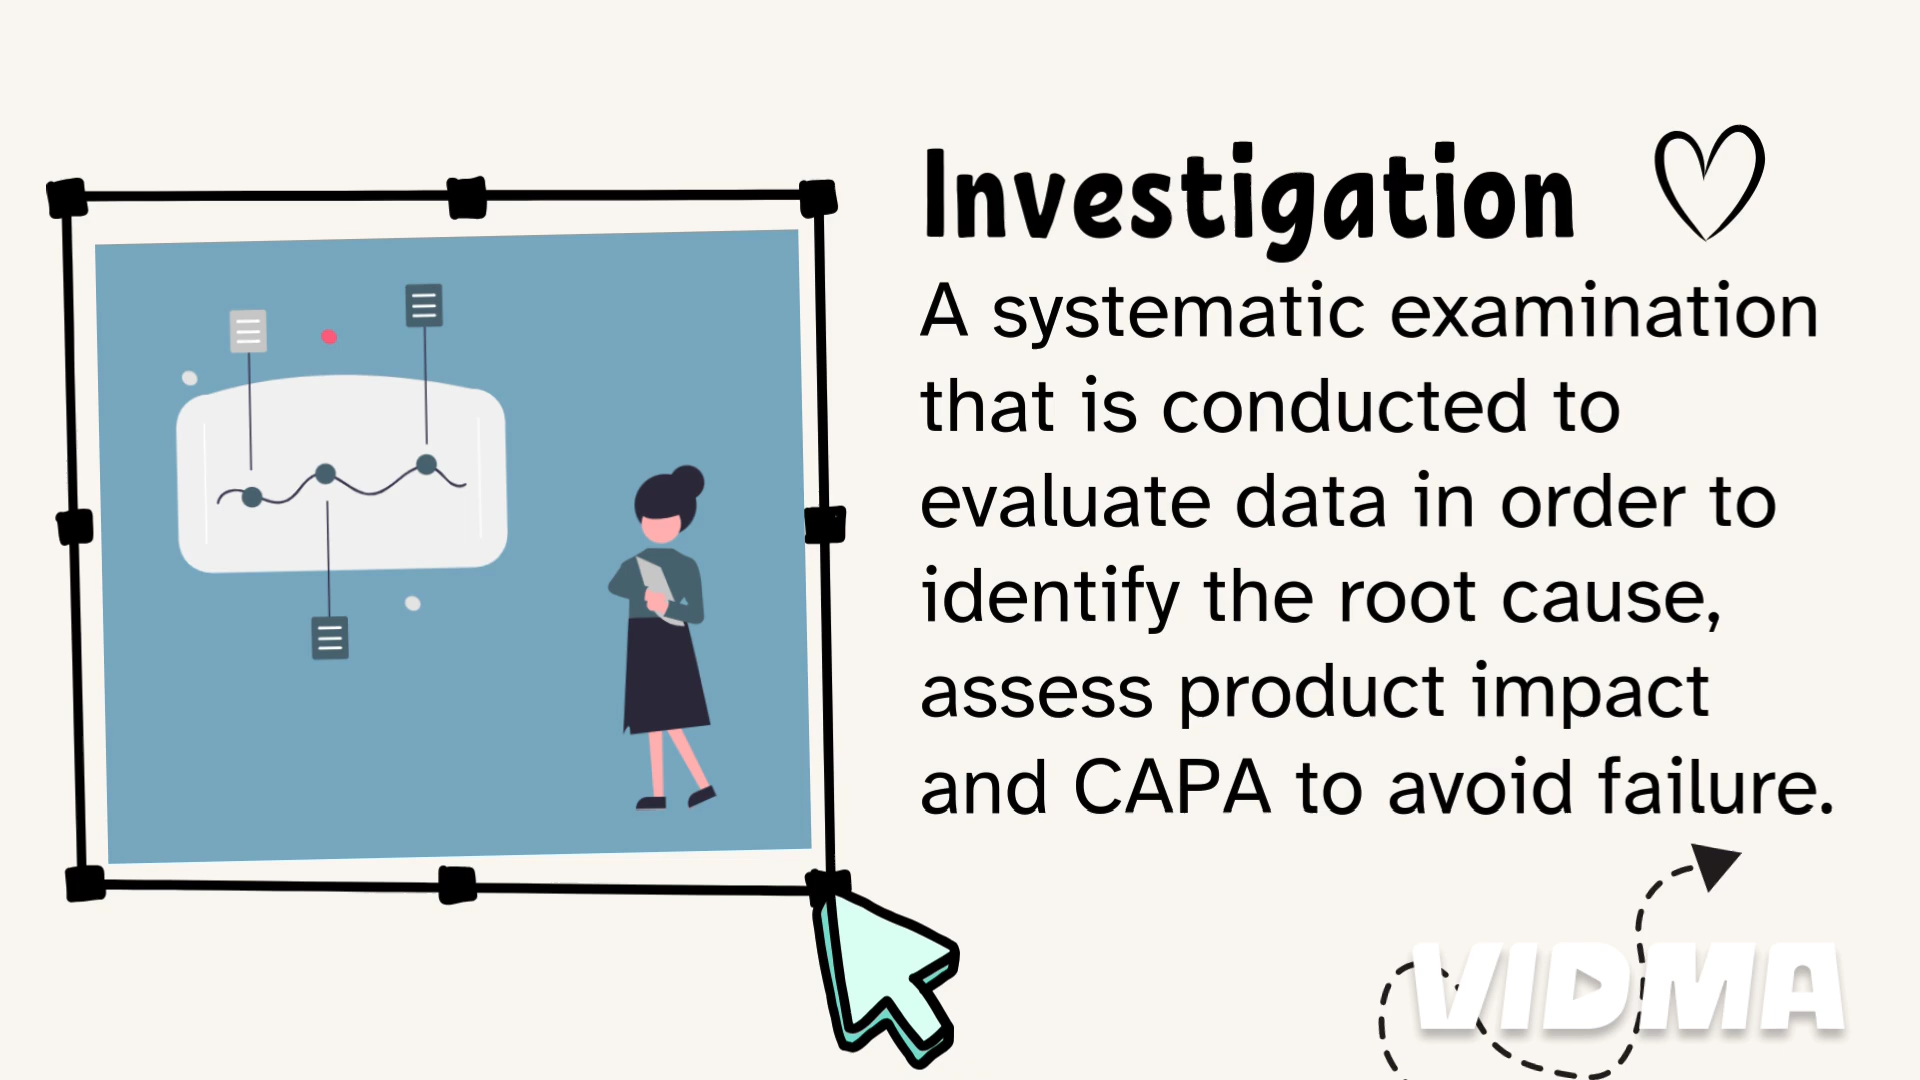 Investigation
A systematic examination
that is conducted to
evaluate data in order to
identify the root cause,
assess product impact
and CAPA to avoid failure.
VIDMA